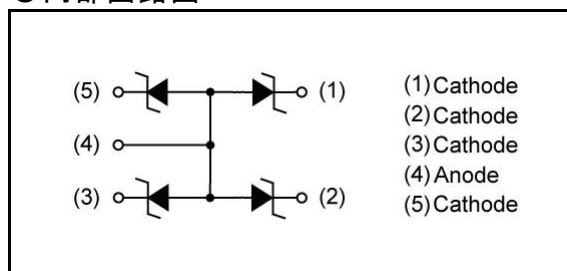 (5) (1) (1)Cathode
(2)Cathode
(4) (3)Cathode
(4)Anode
(3) (2) (5)Cathode